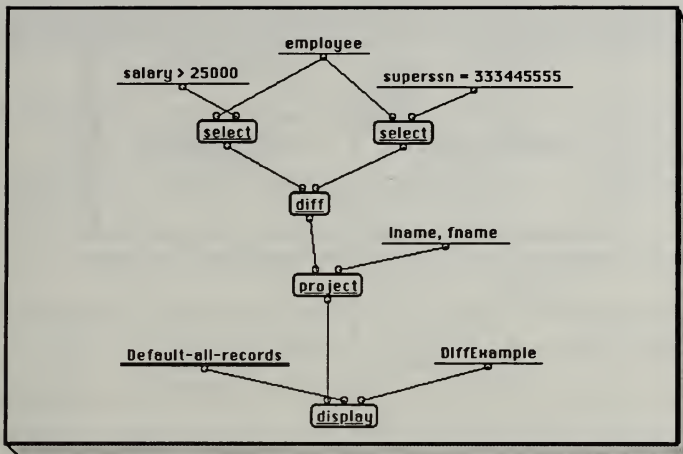 employee
salary > 25000
superssn = 333445555
select
select
diff
lname, fname
project
Default-all-records
DiffExample
display